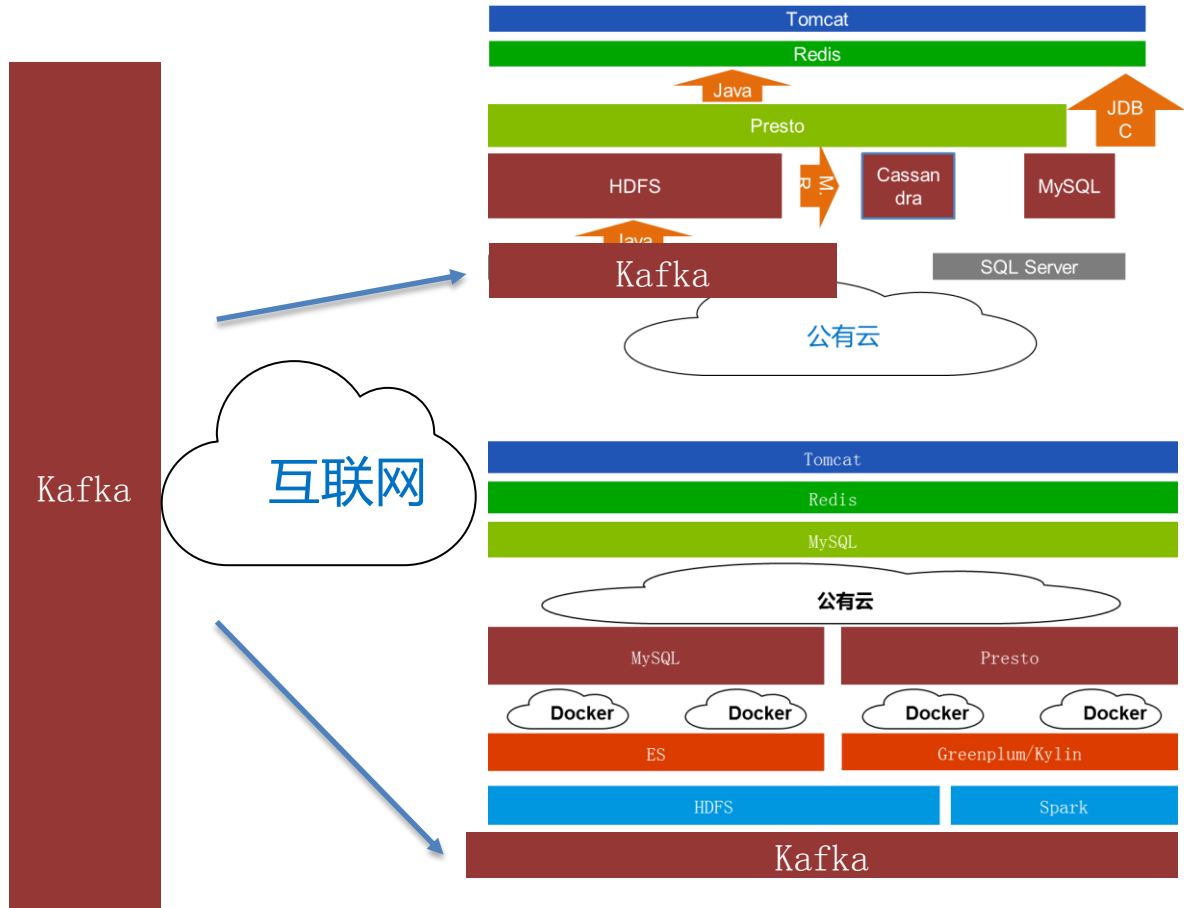 Tomcat
Redis
Java
JDB
C
Presto
HDFS
M.
R
Cassan
dra
MySQL
Java
Kafka
SQL Server
公有云
Kafka
互联网
Tomcat
Redis
MySQL
公有云
MySQL
Presto
Docker
Docker
Docker
Docker
ES
Greenplum/Kylin
HDFS
Spark
Kafka